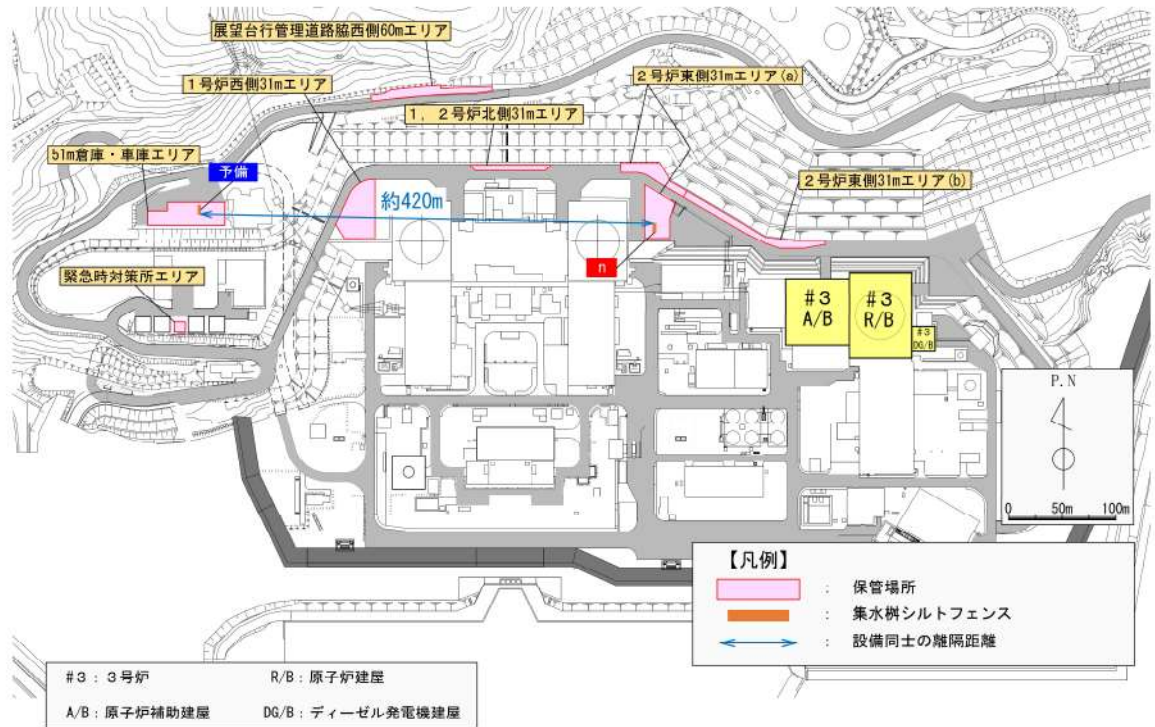 展望台行管理道路脇西側60mエリア
1号炉西側31mエリア
2号炉東側31mエリア(a)
1，2号炉北側31mエリア
51m倉庫・車庫エリア
予備
2号炉東側31mエリア(b)
約420m
緊急時対策所エリア
n
#3
A/B
#3
R/B
#3
DG/B
P.N
0 50m 100m
【凡例】
： 保管場所
： 集水桝シルトフェンス
： 設備同士の離隔距離
#3：3号炉 R/B：原子炉建屋
A/B：原子炉補助建屋 DG/B：ディーゼル発電機建屋